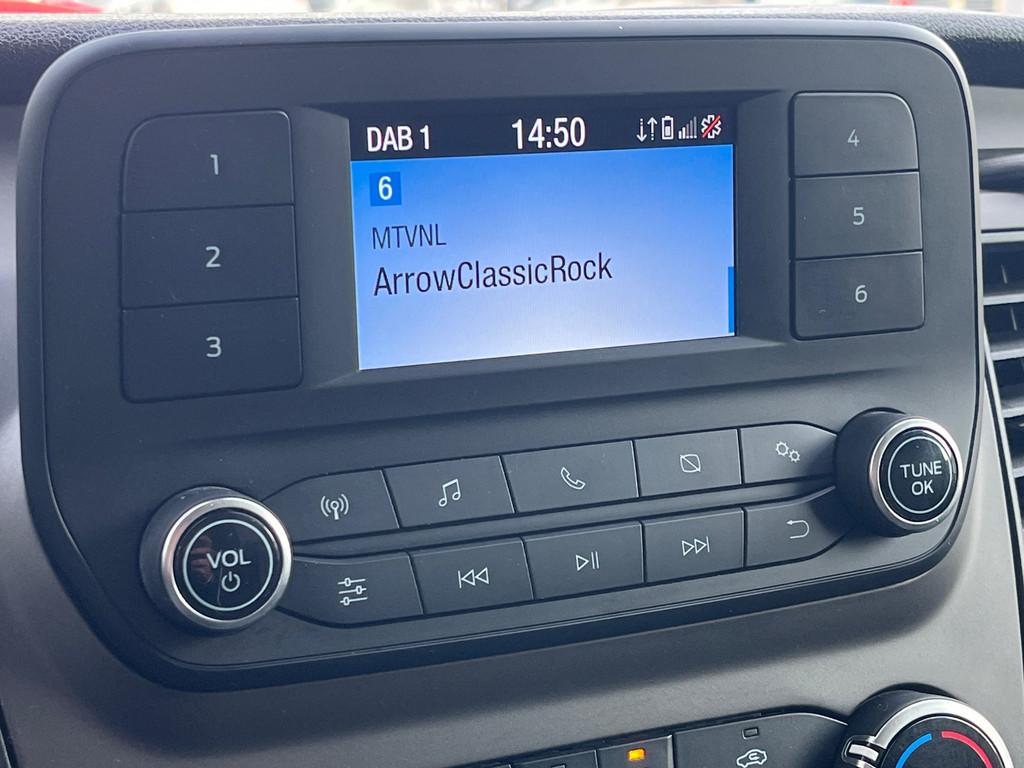 DAB 1 14:50
6
MTVNL
ArrowClassicRock
1
2
3
4
5
6
VOL
TUNE
OK